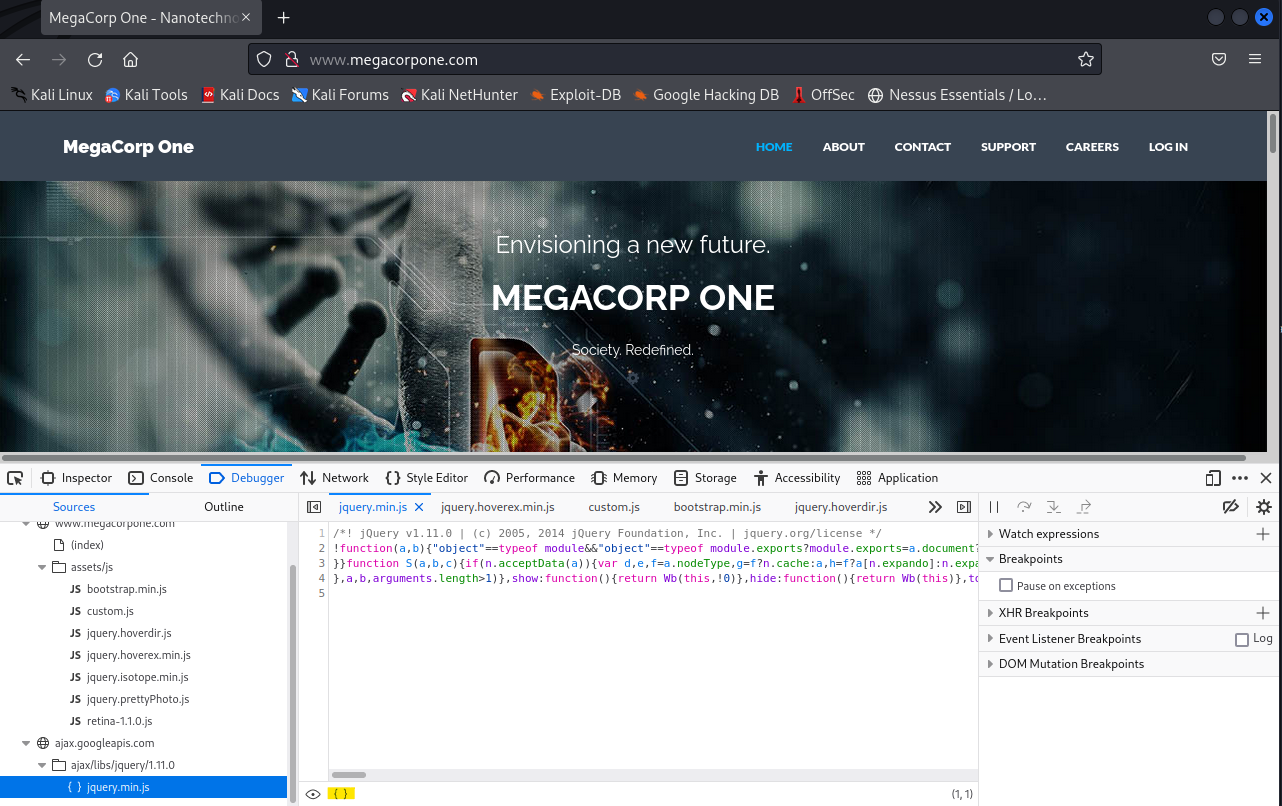 MegaCorp One - Nanotechno
www.megacorpone.com
Kali Linux Kali Tools Kali Docs Kali Forums Kali NetHunter Exploit-DB Google Hacking DB OffSec Nessus Essentials / Lo…
MegaCorp One HOME ABOUT CONTACT SUPPORT CAREERS LOG IN
Envisioning a new future.
MEGACORP ONE
Society. Redefined.
Inspector Console Debugger Network Style Editor Performance Memory Storage Accessibility Application
Sources Outline
jquery.min.js jquery.hoverex.min.js custom.js bootstrap.min.js jquery.hoverdir.js
www.megacorpone.com
(index)
assets/js
JS bootstrap.min.js
JS custom.js
JS jquery.hoverdir.js
JS jquery.hoverex.min.js
JS jquery.isotope.min.js
JS jquery.prettyPhoto.js
JS retina-1.1.0.js
ajax.googleapis.com
ajax/libs/jquery/1.11.0
{ } jquery.min.js
1 /*! jQuery v1.11.0 | (c) 2005, 2014 jQuery Foundation, Inc. | jquery.org/license */
2 !function(a,b){"object"==typeof module&&"object"==typeof module.exports?module.exports=a.document?
3 }}function S(a,b,c){if(n.acceptData(a)){var d,e,f=a.nodeType,g=f?n.cache:a,h=f?a[n.expando]:n.expa
4 },a,b,arguments.length>1)},show:function(){return Wb(this,!0)},hide:function(){return Wb(this)},to
5
{ } (1, 1)
Watch expressions
Breakpoints
Pause on exceptions
XHR Breakpoints
Event Listener Breakpoints Log
DOM Mutation Breakpoints